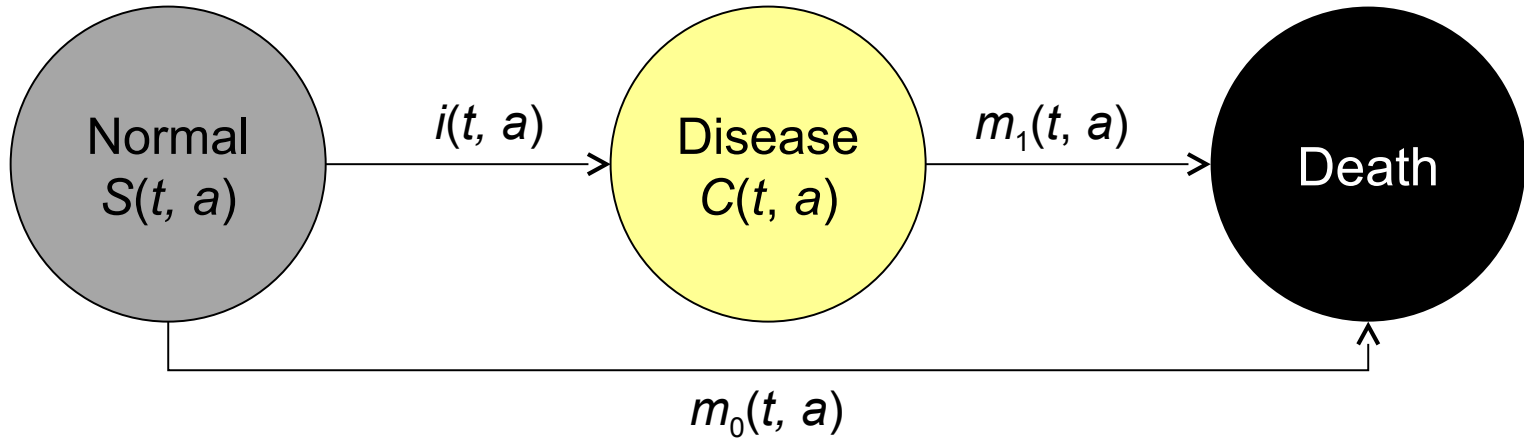 Normal
S(t, a)
i(t, a)
Disease
C(t, a)
m₁(t, a)
Death
m₀(t, a)